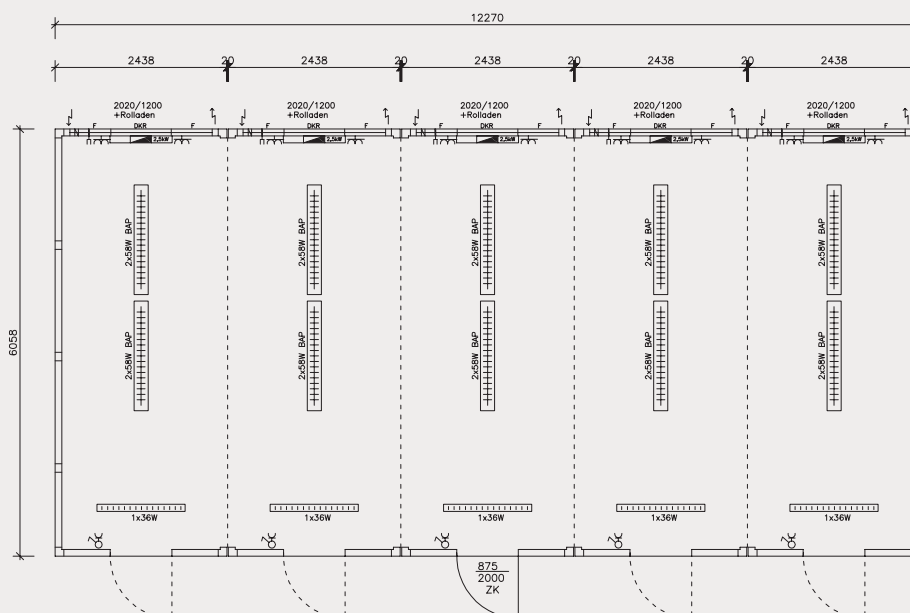 12270
2438 20 2438 20 2438 20 2438 20 2438
2020/1200 2020/1200 2020/1200 2020/1200 2020/1200
+Rolladen +Rolladen +Rolladen +Rolladen +Rolladen
N F DKR F N F DKR F N F DKR F N F DKR F N F DKR F
2,5kW 2,5kW 2,5kW 2,5kW 2,5kW
2x58W BAP 2x58W BAP 2x58W BAP 2x58W BAP 2x58W BAP
6058
2x58W BAP 2x58W BAP 2x58W BAP 2x58W BAP 2x58W BAP
1x36W 1x36W 1x36W 1x36W 1x36W
875
2000
ZK